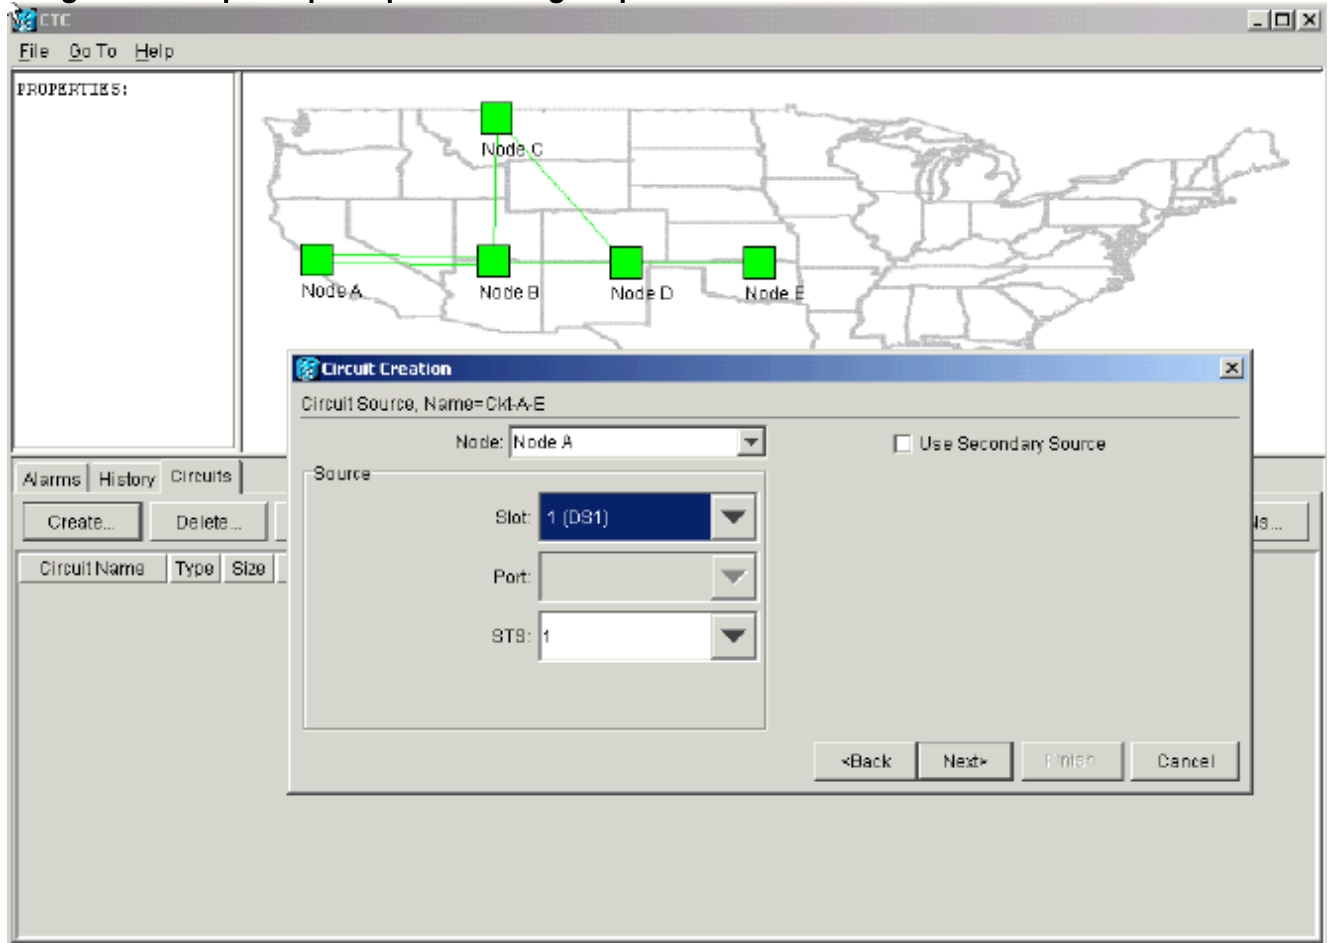 CTC
File Go To Help
PROPERTIES:
Node C
Node A
Node B
Node D
Node E
Circuit Creation
Circuit Source, Name=Ckt-A-E
Node: Node A
Use Secondary Source
Source
Slot: 1 (DS1)
Port:
STS: 1
<Back Next> Finish Cancel
Alarms History Circuits
Create... Delete...
Circuit Name Type Size